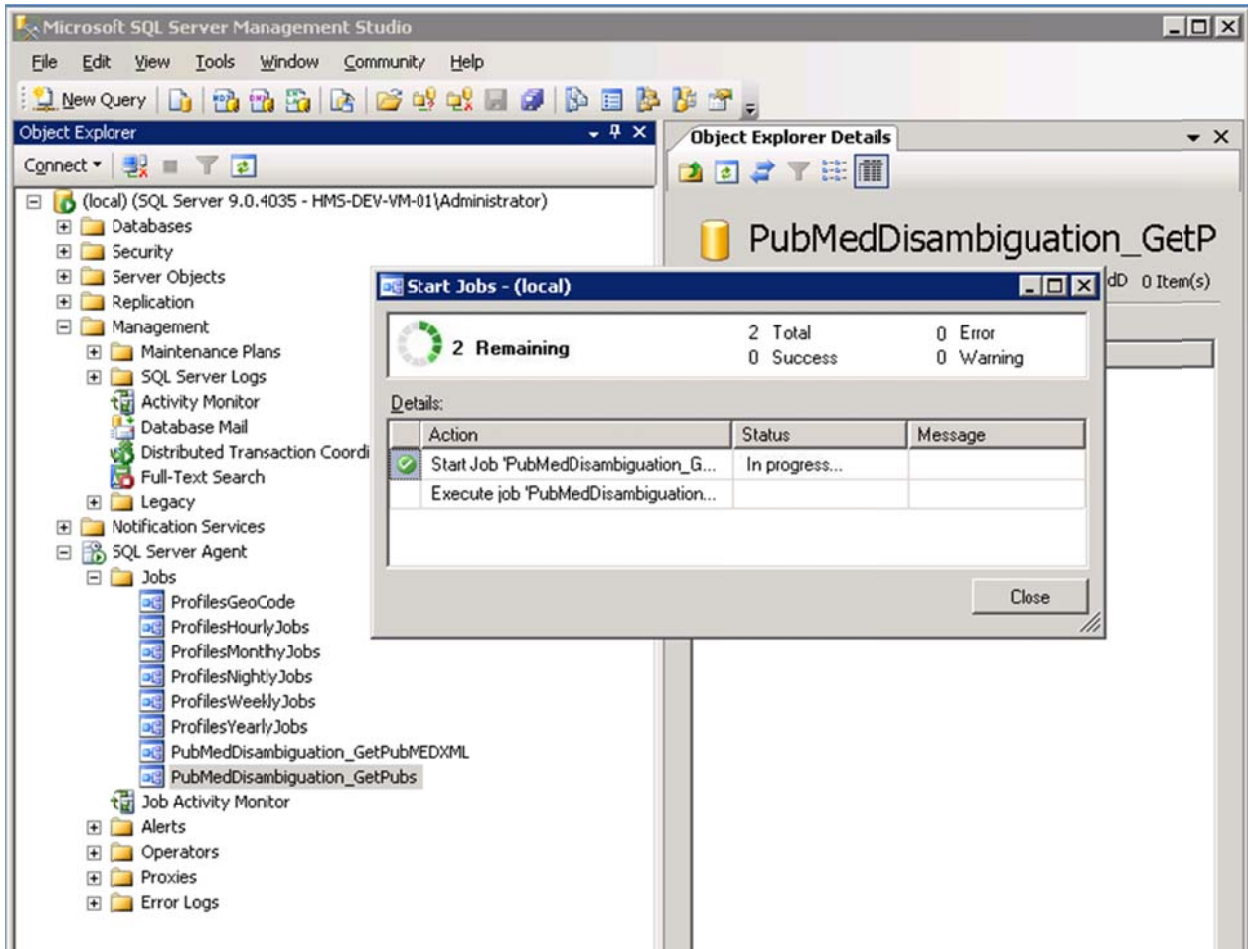 Microsoft SQL Server Management Studio
File Edit View Tools Window Community Help
New Query
Object Explorer
Connect
(local) (SQL Server 9.0.4035 - HMS-DEV-VM-01\Administrator)
Databases
Security
Server Objects
Replication
Management
Maintenance Plans
SQL Server Logs
Activity Monitor
Database Mail
Distributed Transaction Coordi
Full-Text Search
Legacy
Notification Services
SQL Server Agent
Jobs
ProfilesGeoCode
ProfilesHourlyJobs
ProfilesMonthyJobs
ProfilesNightlyJobs
ProfilesWeeklyJobs
ProfilesYearlyJobs
PubMedDisambiguation_GetPubMEDXML
PubMedDisambiguation_GetPubs
Job Activity Monitor
Alerts
Operators
Proxies
Error Logs
Object Explorer Details
PubMedDisambiguation_GetP
dD 0 Item(s)
Start Jobs - (local)
2 Remaining
2 Total
0 Error
0 Success
0 Warning
Details:
Action Status Message
Start Job 'PubMedDisambiguation_G... In progress...
Execute job 'PubMedDisambiguation...
Close